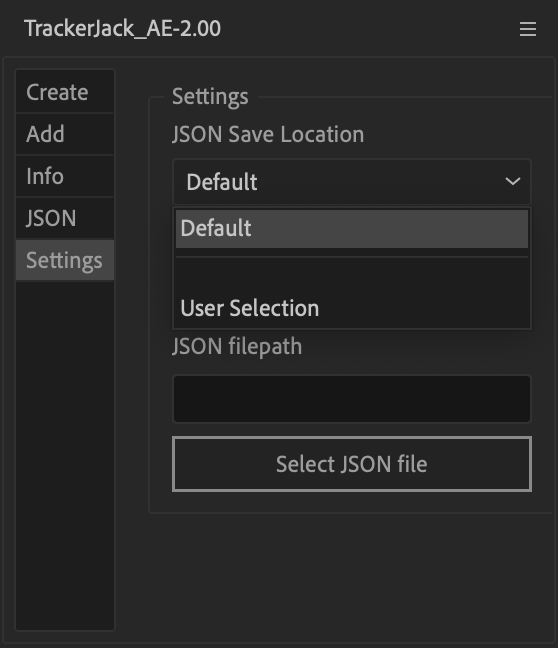 TrackerJack_AE-2.00
Create
Add
Info
JSON
Settings
Settings
JSON Save Location
Default
Default
User Selection
JSON filepath
Select JSON file